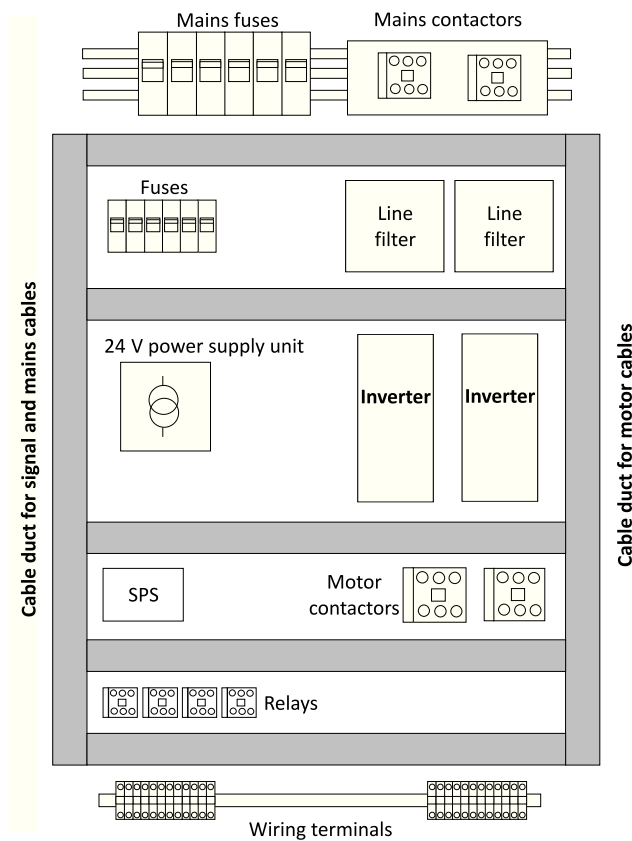 Mains fuses
Mains contactors
Fuses
Line
filter
Line
filter
24 V power supply unit
Inverter
Inverter
SPS
Motor
contactors
Relays
Wiring terminals
Cable duct for signal and mains cables
Cable duct for motor cables